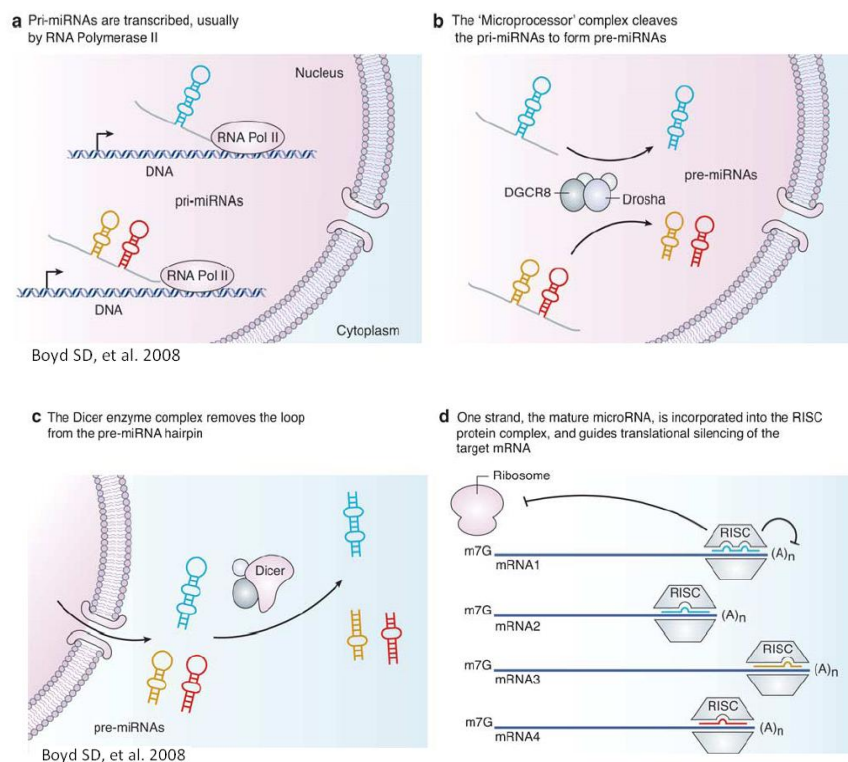 a Pri-miRNAs are transcribed, usually
by RNA Polymerase II
Nucleus
RNA Pol II
DNA
pri-miRNAs
RNA Pol II
DNA
Cytoplasm
Boyd SD, et al. 2008
b The ‘Microprocessor’ complex cleaves
the pri-miRNAs to form pre-miRNAs
pre-miRNAs
DGCR8
Drosha
c The Dicer enzyme complex removes the loop
from the pre-miRNA hairpin
Dicer
pre-miRNAs
Boyd SD, et al. 2008
d One strand, the mature microRNA, is incorporated into the RISC
protein complex, and guides translational silencing of the
target mRNA
Ribosome
RISC
m7G
(A)n
mRNA1
RISC
m7G
(A)n
mRNA2
RISC
m7G
(A)n
mRNA3
RISC
m7G
(A)n
mRNA4